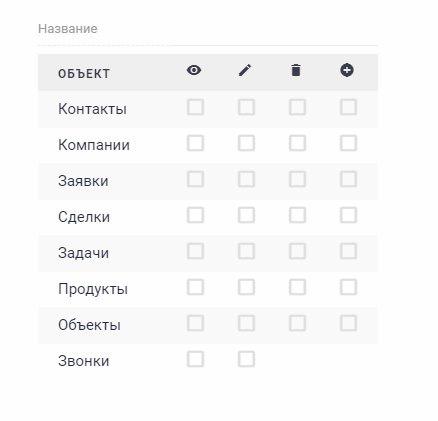 Название
ОБЪЕКТ
Контакты
Компании
Заявки
Сделки
Задачи
Продукты
Объекты
Звонки